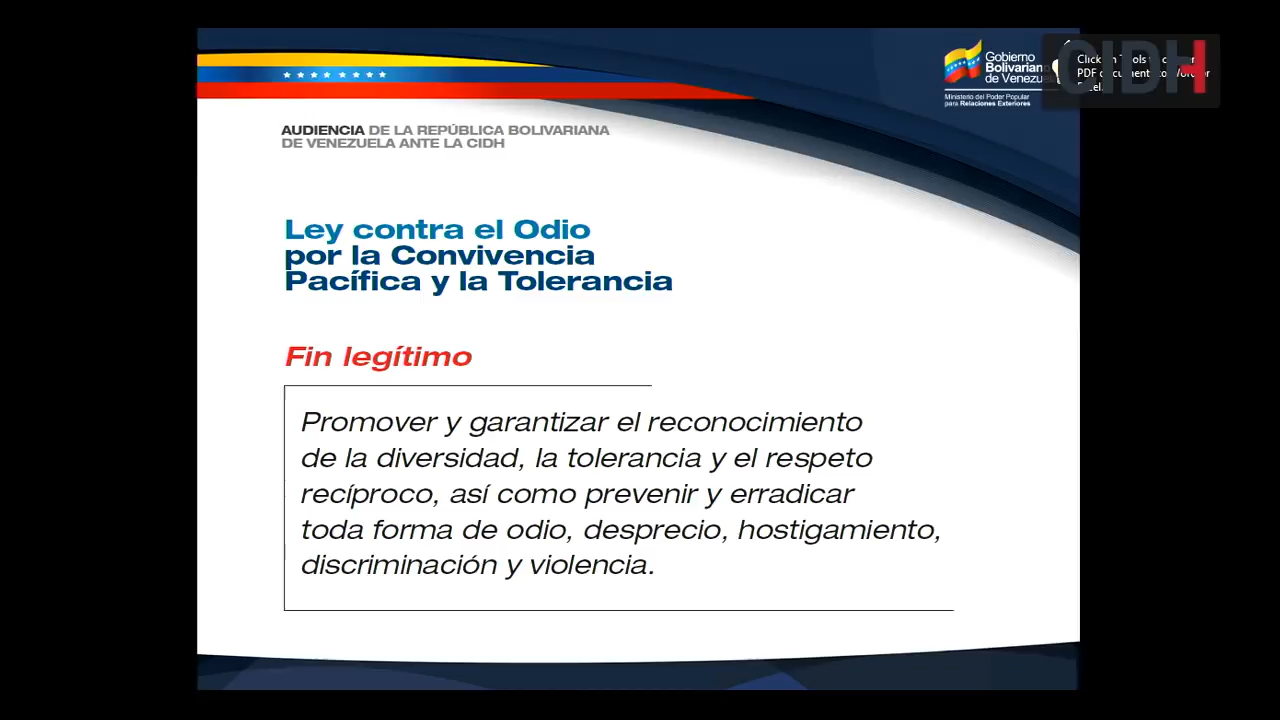 Gobierno
Bolivariano
de Venezuela
Ministerio del Poder Popular
para Relaciones Exteriores
CIDH
AUDIENCIA DE LA REPÚBLICA BOLIVARIANA
DE VENEZUELA ANTE LA CIDH
Ley contra el Odio
por la Convivencia
Pacífica y la Tolerancia
Fin legítimo
Promover y garantizar el reconocimiento
de la diversidad, la tolerancia y el respeto
recíproco, así como prevenir y erradicar
toda forma de odio, desprecio, hostigamiento,
discriminación y violencia.